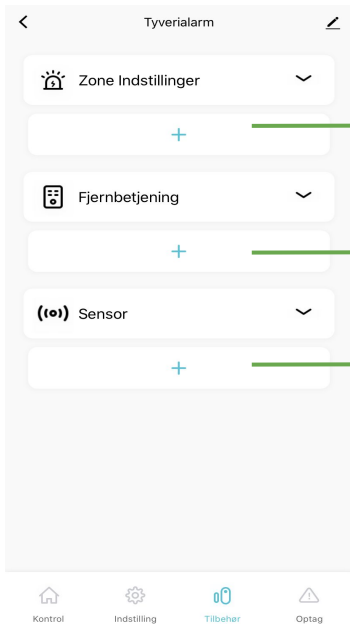 Tyverialarm
Zone Indstillinger
+
Fjernbetjening
+
Sensor
+
Kontrol Indstilling Tilbehør Optag